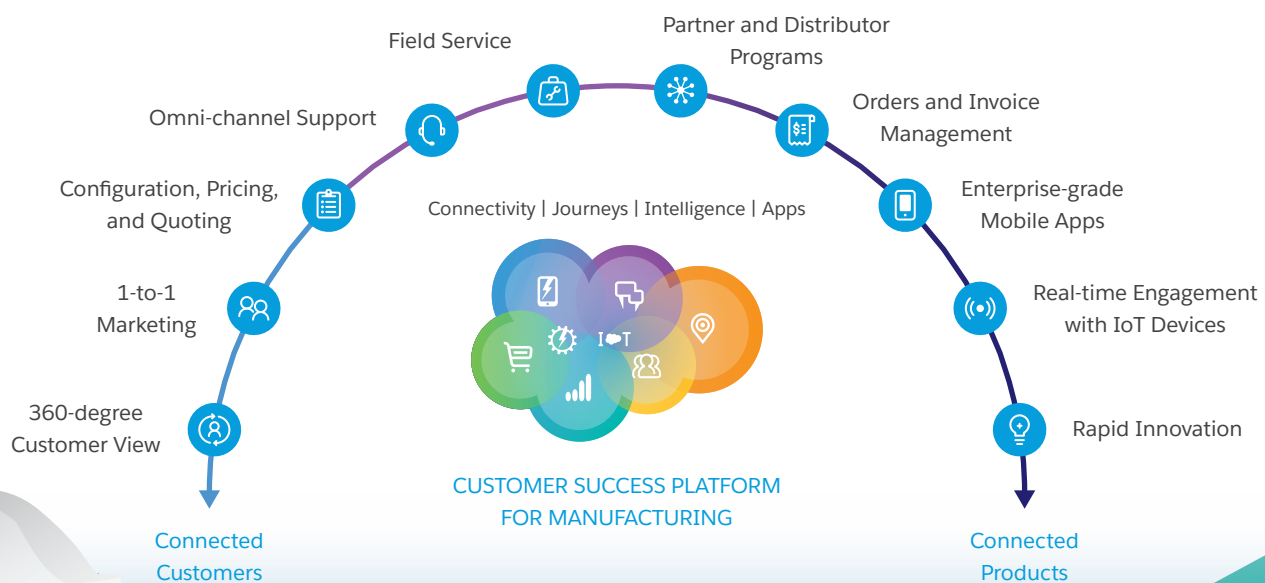 Partner and Distributor
Programs
Field Service
Orders and Invoice
Management
Omni-channel Support
Configuration, Pricing,
and Quoting
Enterprise-grade
Mobile Apps
Connectivity | Journeys | Intelligence | Apps
1-to-1
Marketing
Real-time Engagement
with IoT Devices
I T
360-degree
Customer View
Rapid Innovation
CUSTOMER SUCCESS PLATFORM
FOR MANUFACTURING
Connected
Customers
Connected
Products